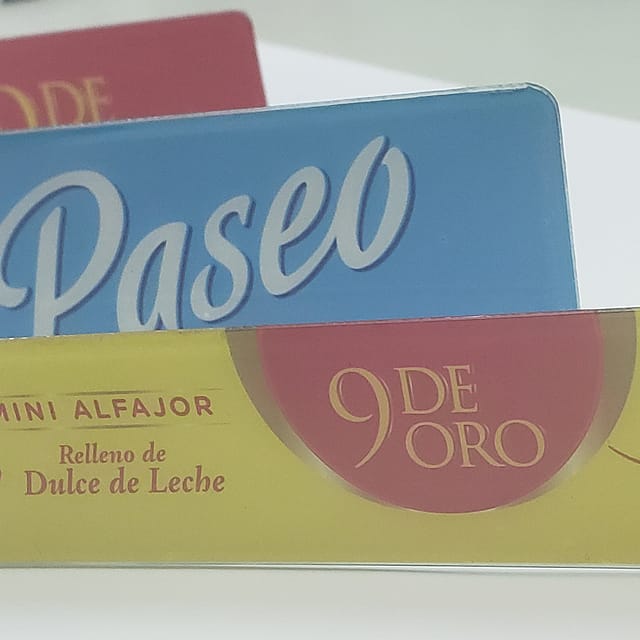 DE
Paseo
MINI ALFAJOR
Relleno de
Dulce de Leche
9 DE
ORO